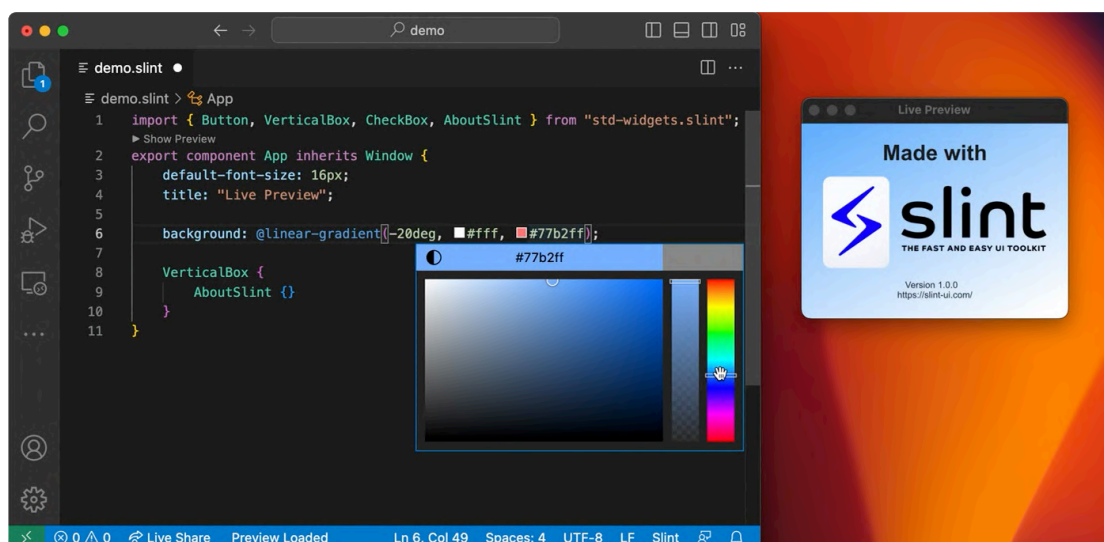 demo
demo.slint
demo.slint > App
1 import { Button, VerticalBox, CheckBox, AboutSlint } from "std-widgets.slint";
Show Preview
2 export component App inherits Window {
3 default-font-size: 16px;
4 title: "Live Preview";
5
6 background: @linear-gradient(-20deg, #fff, #77b2ff);
7
8 VerticalBox {
9 AboutSlint {}
10 }
11 }
#77b2ff
1
0 0 Live Share Preview Loaded Ln 6, Col 49 Spaces: 4 UTF-8 LF Slint
Live Preview
Made with
slint
THE FAST AND EASY UI TOOLKIT
Version 1.0.0
https://slint-ui.com/